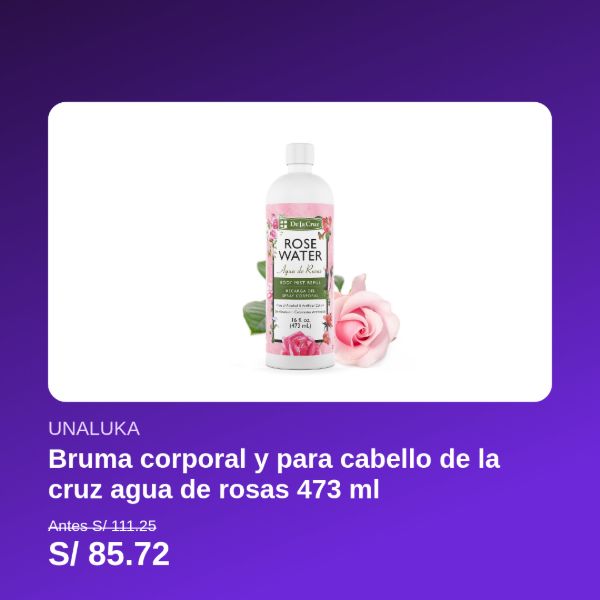 De la Cruz
ROSE
WATER
Agua de Rosas
BODY MIST REFILL
RECARGA DEL
SPRAY CORPORAL
16 fl. oz.
(473 mL)
UNALUKA
Bruma corporal y para cabello de la
cruz agua de rosas 473 ml
Antes S/ 111.25
S/ 85.72